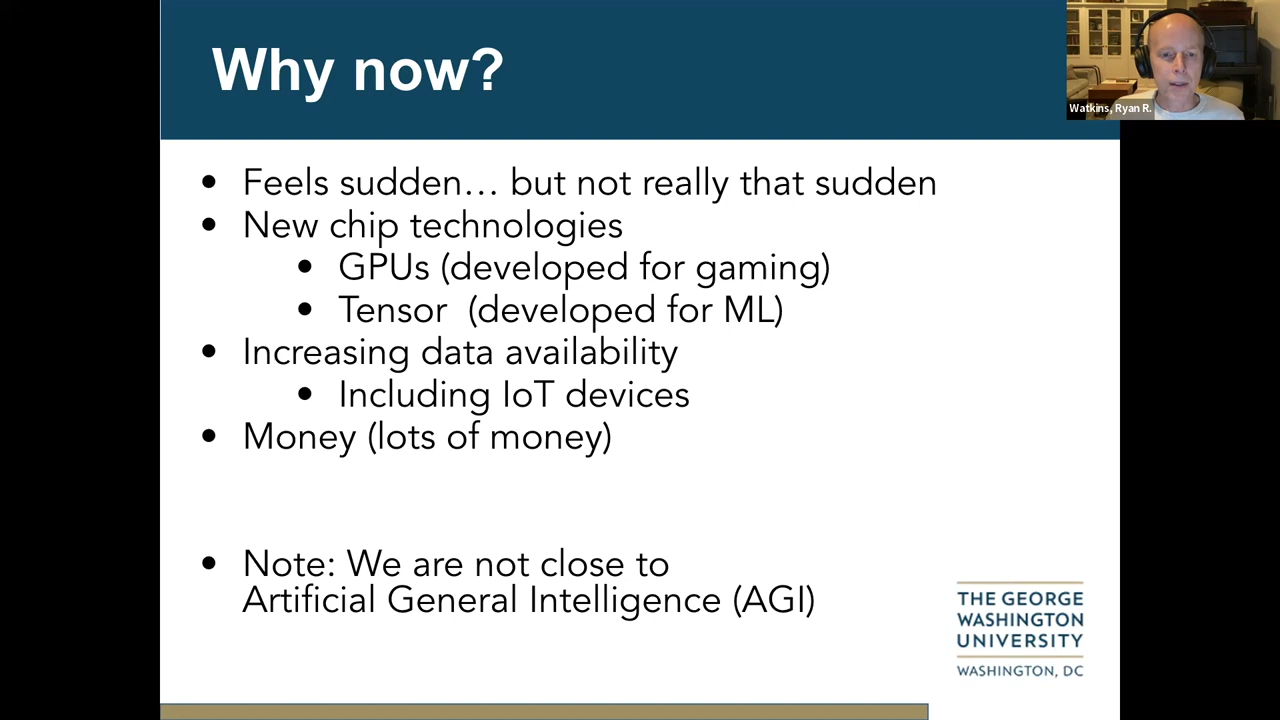 Why now?
Watkins, Ryan R.
• Feels sudden… but not really that sudden
• New chip technologies
• GPUs (developed for gaming)
• Tensor  (developed for ML)
• Increasing data availability
• Including IoT devices
• Money (lots of money)
• Note: We are not close to
Artificial General Intelligence (AGI)
THE GEORGE
WASHINGTON
UNIVERSITY
WASHINGTON, DC